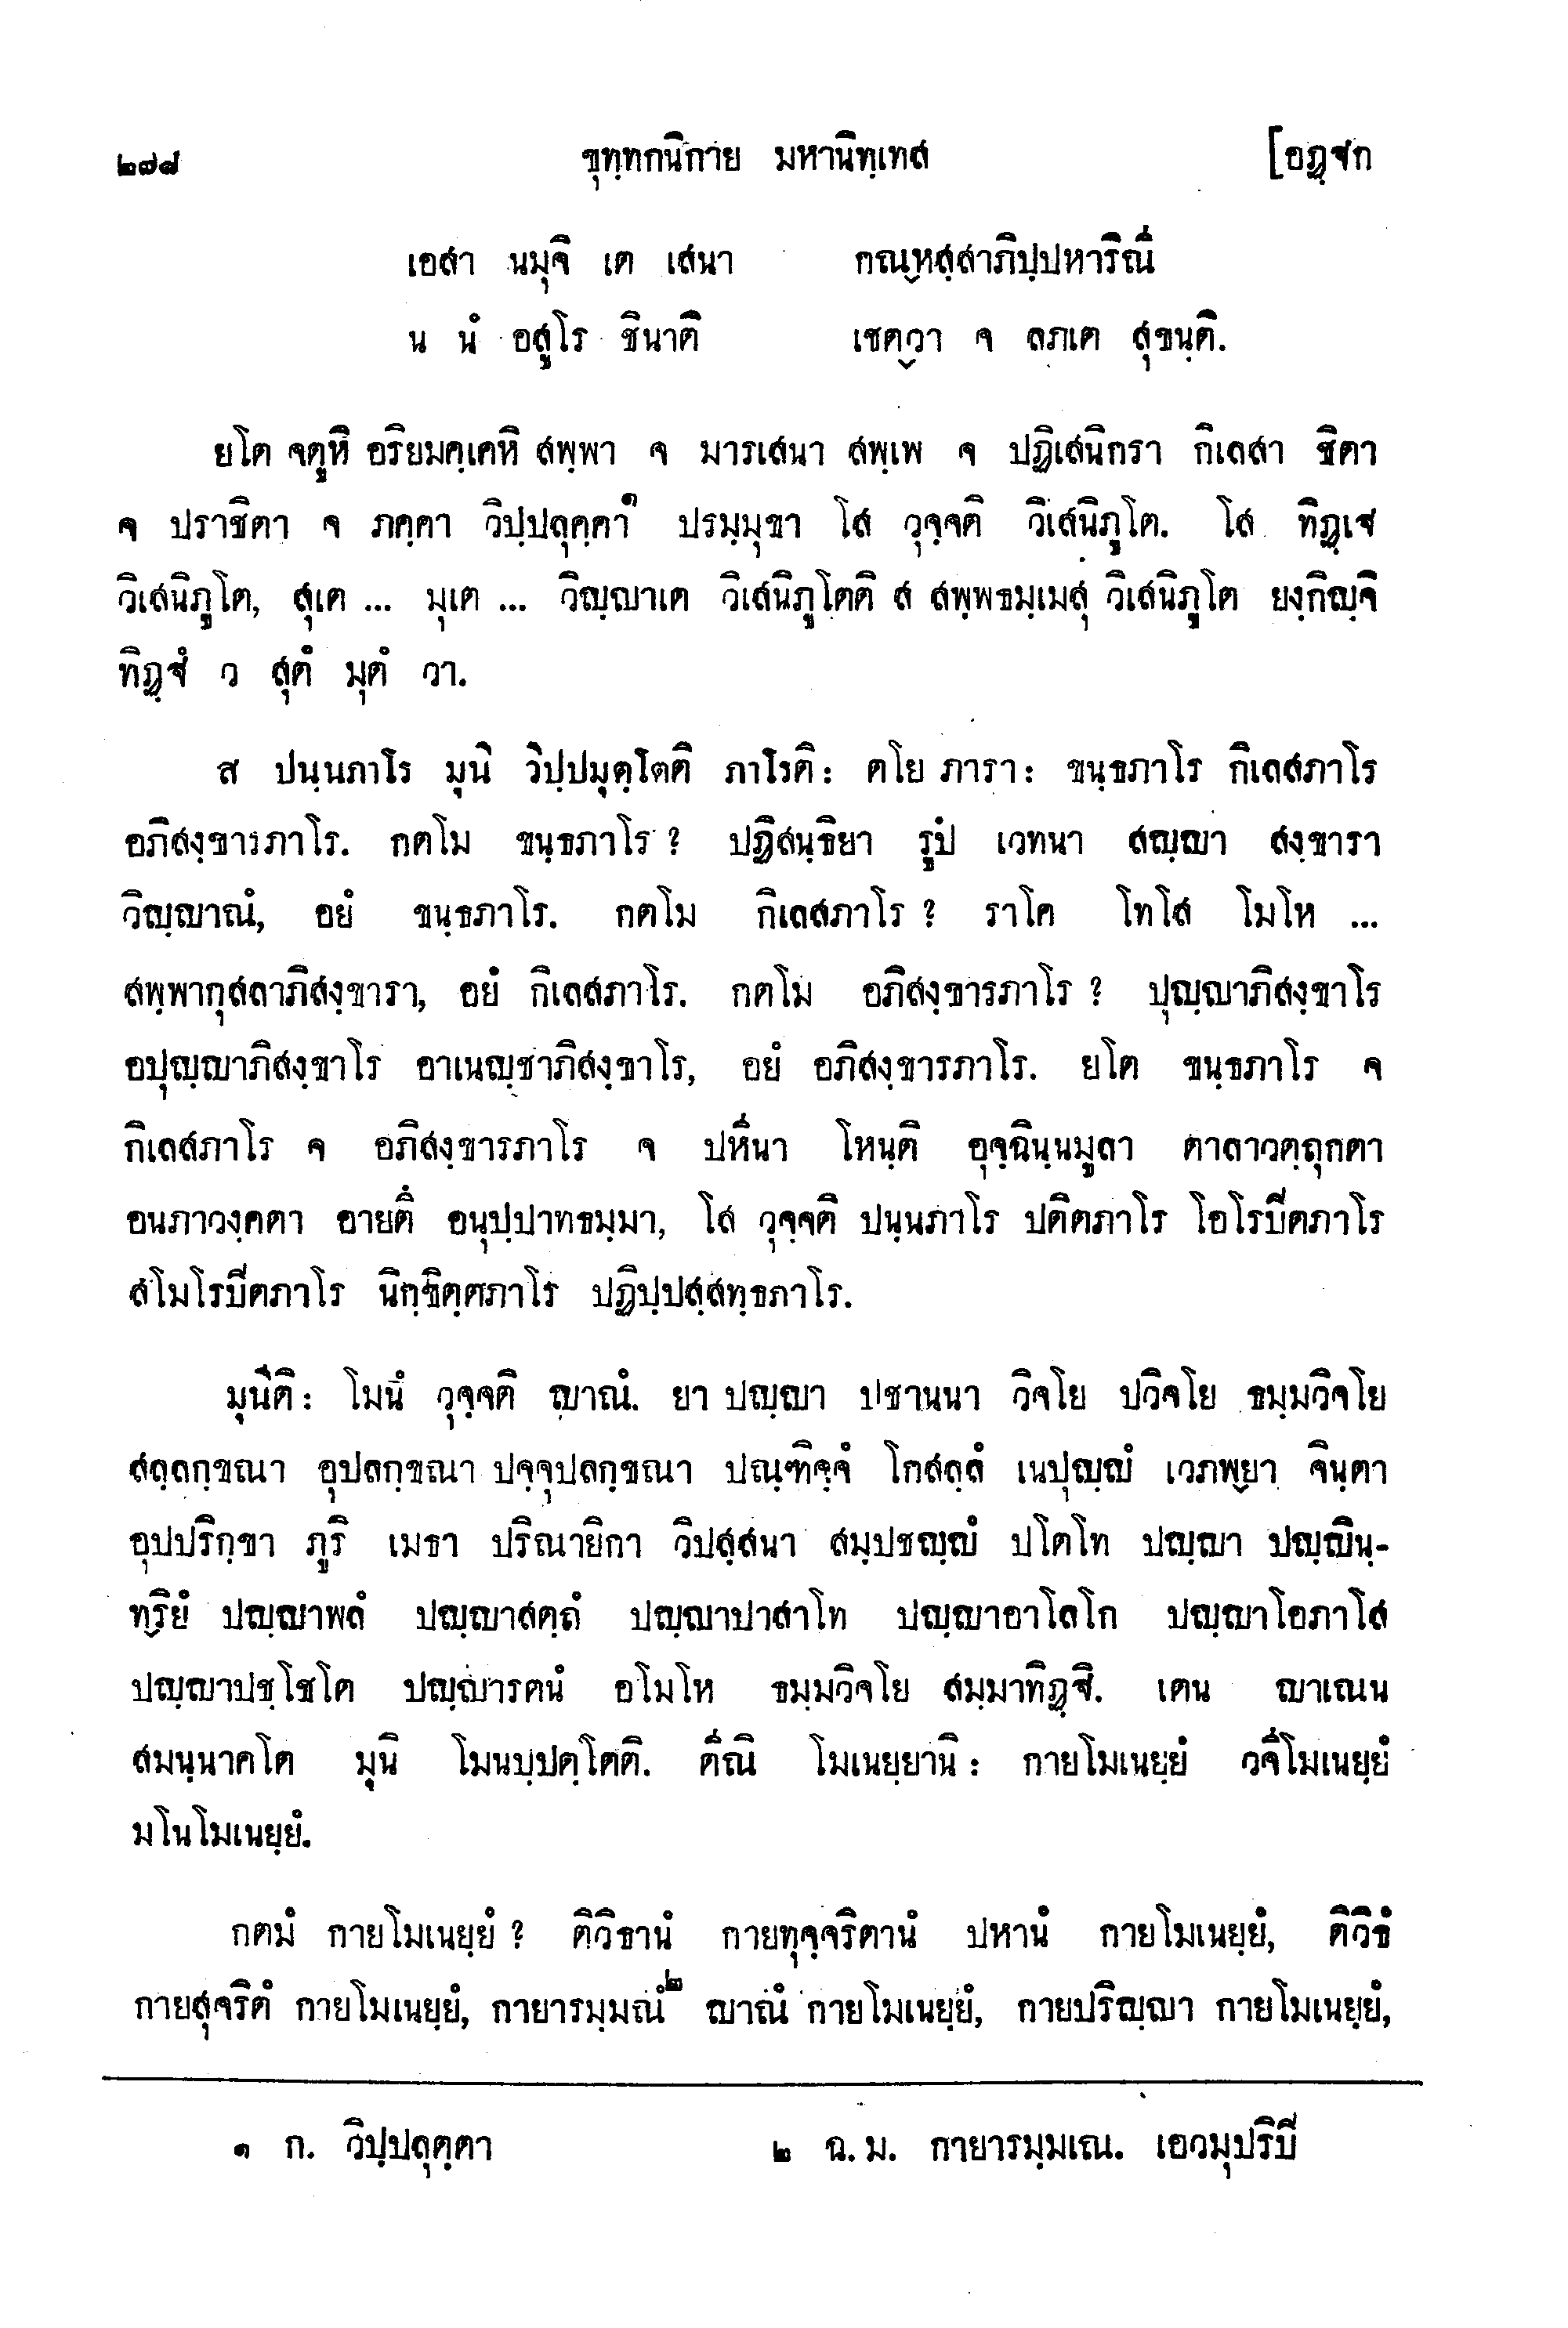 ๒๗๘ ขุทฺทกนิกาย มหานิทฺเทส [อฏฺฐก
เอสา นมุจิ เต เสนา กณฺหสฺสาภิปฺปหาริณี
น นํ อสูโร ชินาติ เชตฺวา จ ลภเต สุขนฺติ.
ยโต จตูหิ อริยมคฺเคหิ สพฺพา จ มารเสนา สพฺเพ จ ปฏิเสนิกรา กิเลสา ชิตา
จ ปราชิตา จ ภคฺคา วิปฺปลุคฺคา๑ ปรมฺมุขา โส วุจฺจติ วิเสนิภูโต. โส ทิฏฺเฐ
วิเสนิภูโต, สุเต ... มุเต ... วิญฺญาเต วิเสนิภูโตติ ส สพฺพธมฺเมสุ วิเสนิภูโต ยงฺกิญฺจิ
ทิฏฺฐํ ว สุตํ มุตํ วา.
ส ปนฺนภาโร มุนิ วิปฺปมุตฺโตติ ภาโรติ: ตโย ภารา: ขนฺธภาโร กิเลสภาโร
อภิสงฺขารภาโร. กตโม ขนฺธภาโร ? ปฏิสนฺธิยา รูปํ เวทนา สญฺญา สงฺขารา
วิญฺญาณํ, อยํ ขนฺธภาโร. กตโม กิเลสภาโร ? ราโค โทโส โมโห ...
สพฺพากุสลาภิสงฺขารา, อยํ กิเลสภาโร. กตโม อภิสงฺขารภาโร ? ปุญฺญาภิสงฺขาโร
อปุญฺญาภิสงฺขาโร อาเนญฺชาภิสงฺขาโร, อยํ อภิสงฺขารภาโร. ยโต ขนฺธภาโร จ
กิเลสภาโร จ อภิสงฺขารภาโร จ ปหีนา โหนฺติ อุจฺฉินฺนมูลา ตาลาวตฺถุกตา
อนภาวงฺคตา อายตึ อนุปฺปาทธมฺมา, โส วุจฺจติ ปนฺนภาโร ปติตภาโร โอโรปิตภาโร
สโมโรปิตภาโร นิกฺขิตฺตภาโร ปฏิปฺปสฺสทฺธภาโร.
มุนีติ: โมนํ วุจฺจติ ญาณํ. ยา ปญฺญา ปชานนา วิจโย ปวิจโย ธมฺมวิจโย
สลฺลกฺขณา อุปลกฺขณา ปจฺจุปลกฺขณา ปณฺฑิจฺจํ โกสลฺลํ เนปุญฺญํ เวภพฺยา จินฺตา
อุปปริกฺขา ภูริ เมธา ปริณายิกา วิปสฺสนา สมฺปชญฺญํ ปโตโท ปญฺญา ปญฺญินฺ-
ทฺริยํ ปญฺญาพลํ ปญฺญาสตฺถํ ปญฺญาปาสาโท ปญฺญาอาโลโก ปญฺญาโอภาโส
ปญฺญาปชฺโชโต ปญฺญารตนํ อโมโห ธมฺมวิจโย สมฺมาทิฏฺฐิ. เตน ญาเณน
สมนฺนาคโต มุนิ โมนปฺปตฺโตติ. ตีณิ โมเนยฺยานิ: กายโมเนยฺยํ วจีโมเนยฺยํ
มโนโมเนยฺยํ.
กตมํ กายโมเนยฺยํ ? ติวิธานํ กายทุจฺจริตานํ ปหานํ กายโมเนยฺยํ, ติวิธํ
กายสุจริตํ กายโมเนยฺยํ, กายารมฺมณํ๒ ญาณํ กายโมเนยฺยํ, กายปริญฺญา กายโมเนยฺยํ,
๑ ก. วิปฺปลุตฺตา ๒ ฉ.ม. กายารมฺมเณ. เอวมุปริปิ